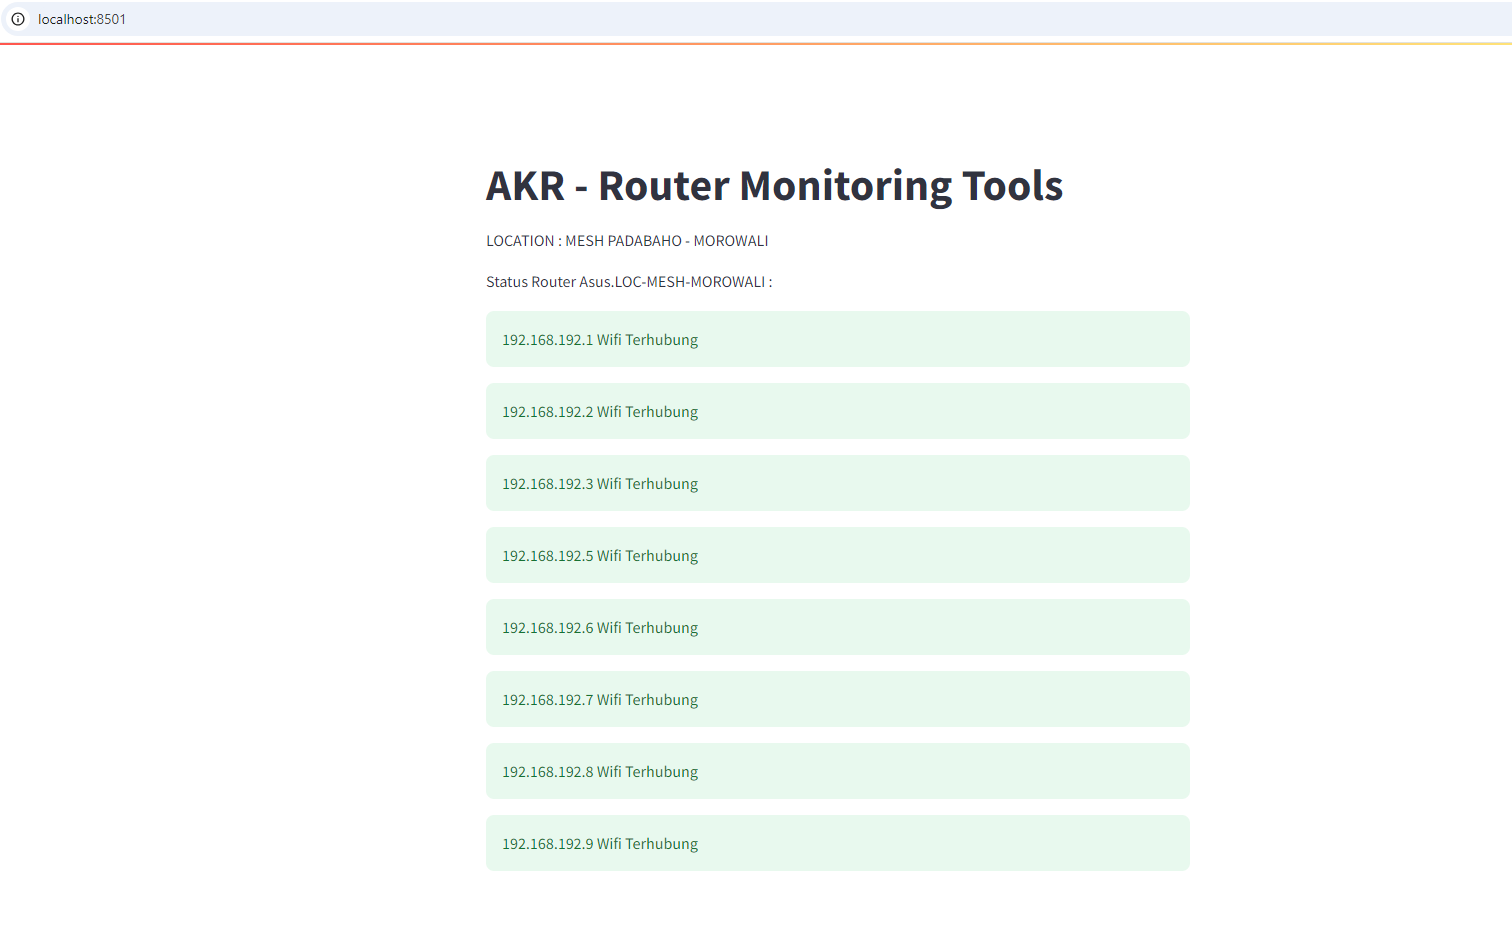 localhost:8501
AKR - Router Monitoring Tools
LOCATION : MESH PADABAHO - MOROWALI
Status Router Asus.LOC-MESH-MOROWALI :
192.168.192.1 Wifi Terhubung
192.168.192.2 Wifi Terhubung
192.168.192.3 Wifi Terhubung
192.168.192.5 Wifi Terhubung
192.168.192.6 Wifi Terhubung
192.168.192.7 Wifi Terhubung
192.168.192.8 Wifi Terhubung
192.168.192.9 Wifi Terhubung